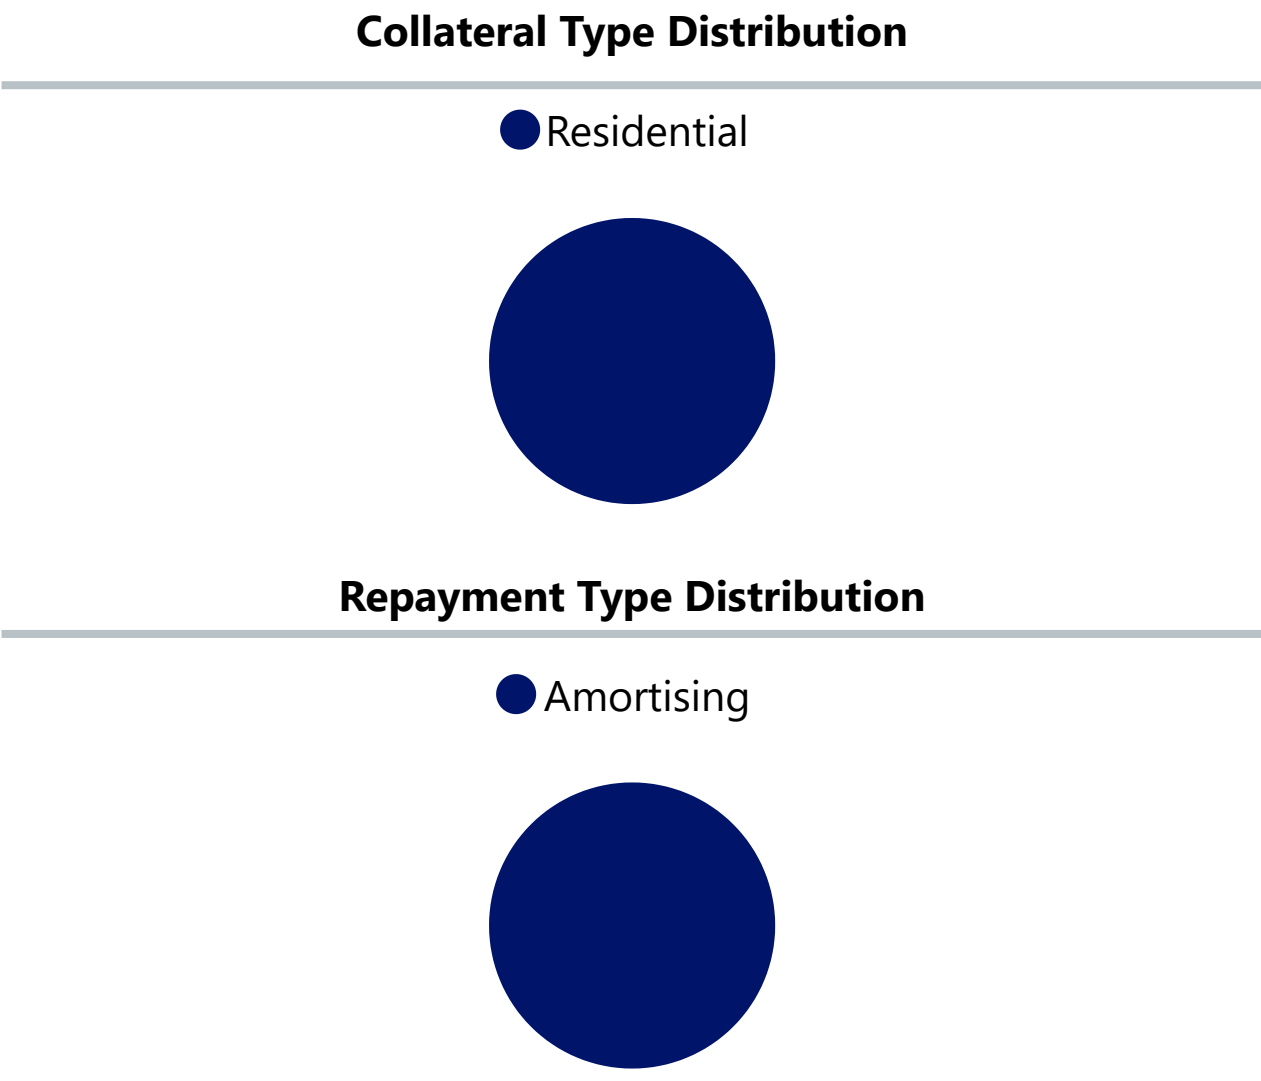 Collateral Type Distribution
Residential
Repayment Type Distribution
Amortising